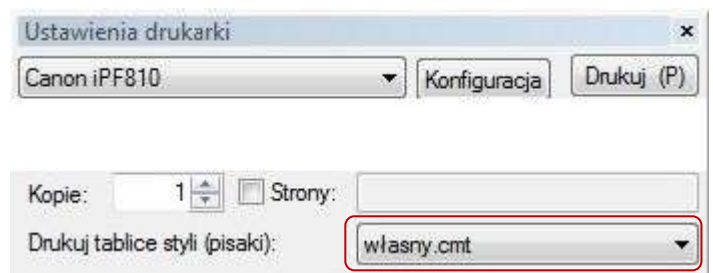 Ustawienia drukarki x
Canon iPF810 Konfiguracja Drukuj (P)
Kopie: 1 Strony:
Drukuj tablice styli (pisaki): własny.cmt